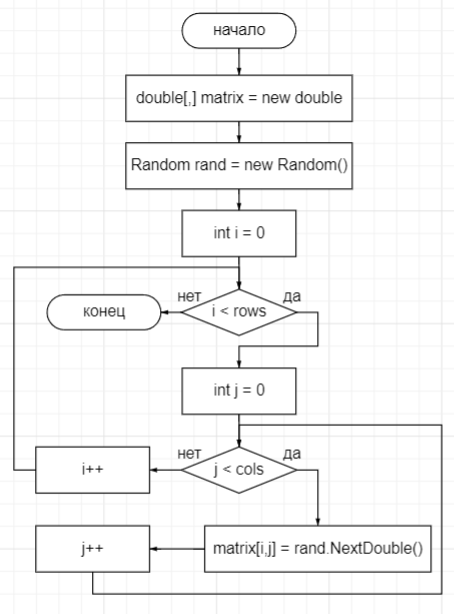 начало
double[,] matrix = new double
Random rand = new Random()
int i = 0
нет
да
конец
i < rows
int j = 0
нет
да
i++
j < cols
j++
matrix[i,j] = rand.NextDouble()